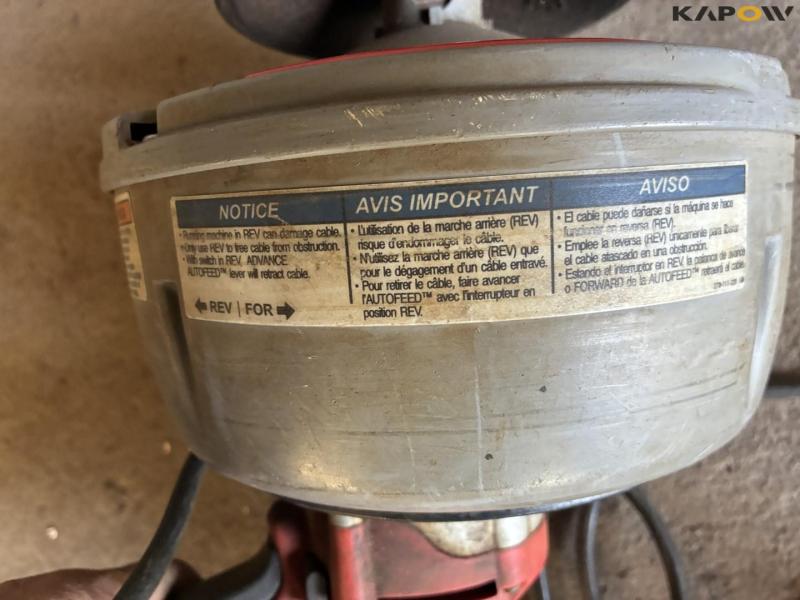 KAPOW
NOTICE
• Running machine in REV can damage cable.
• Only use REV to free cable from obstruction.
• With switch in REV, ADVANCE
AUTOFEED™ lever will retract cable.
REV | FOR
AVIS IMPORTANT
• L'utilisation de la marche arrière (REV)
risque d'endommager le câble.
• N'utilisez la marche arrière (REV) que
pour le dégagement d'un câble entravé.
• Pour retirer le câble, faire avancer
l'AUTOFEED™ avec l'interrupteur en
position REV.
AVISO
• El cable puede dañarse si la máquina se hace
funcionar en reversa (REV).
• Emplee la reversa (REV) únicamente para liberar
el cable atascado en una obstrucción.
• Estando el interruptor en REV, la palanca de avance
o FORWARD de la AUTOFEED™ retraerá el cable.